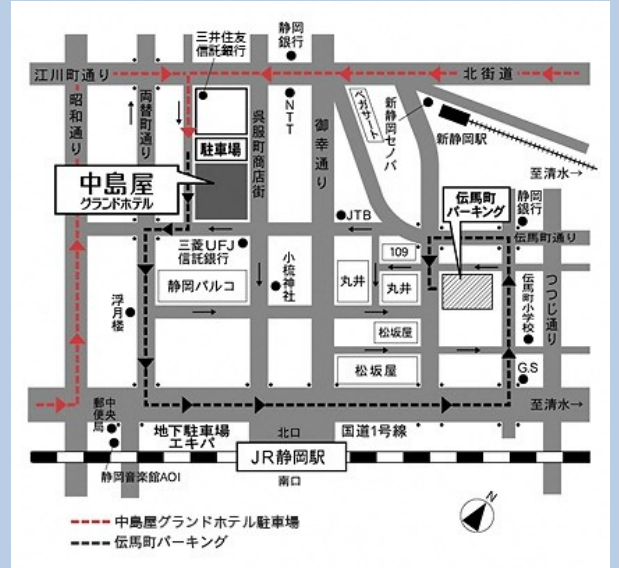 三井住友
信託銀行
静岡
銀行
江川町通り
北街道
昭和通り
両替町通り
呉服町商店街
NTT
御幸通り
ペガサート
新静岡セノバ
新静岡駅
至清水→
駐車場
中島屋
グランドホテル
伝馬町
パーキング
静岡
銀行
JTB
伝馬町通り
三菱UFJ
信託銀行
109
静岡パルコ
小梳神社
丸井
丸井
伝馬町小学校
つつじ通り
浮月楼
松坂屋
松坂屋
G.S
至清水→
中央
郵便局
地下駐車場
エキパ
北口
国道1号線
JR静岡駅
静岡音楽館AOI
南口
N
中島屋グランドホテル駐車場
伝馬町パーキング